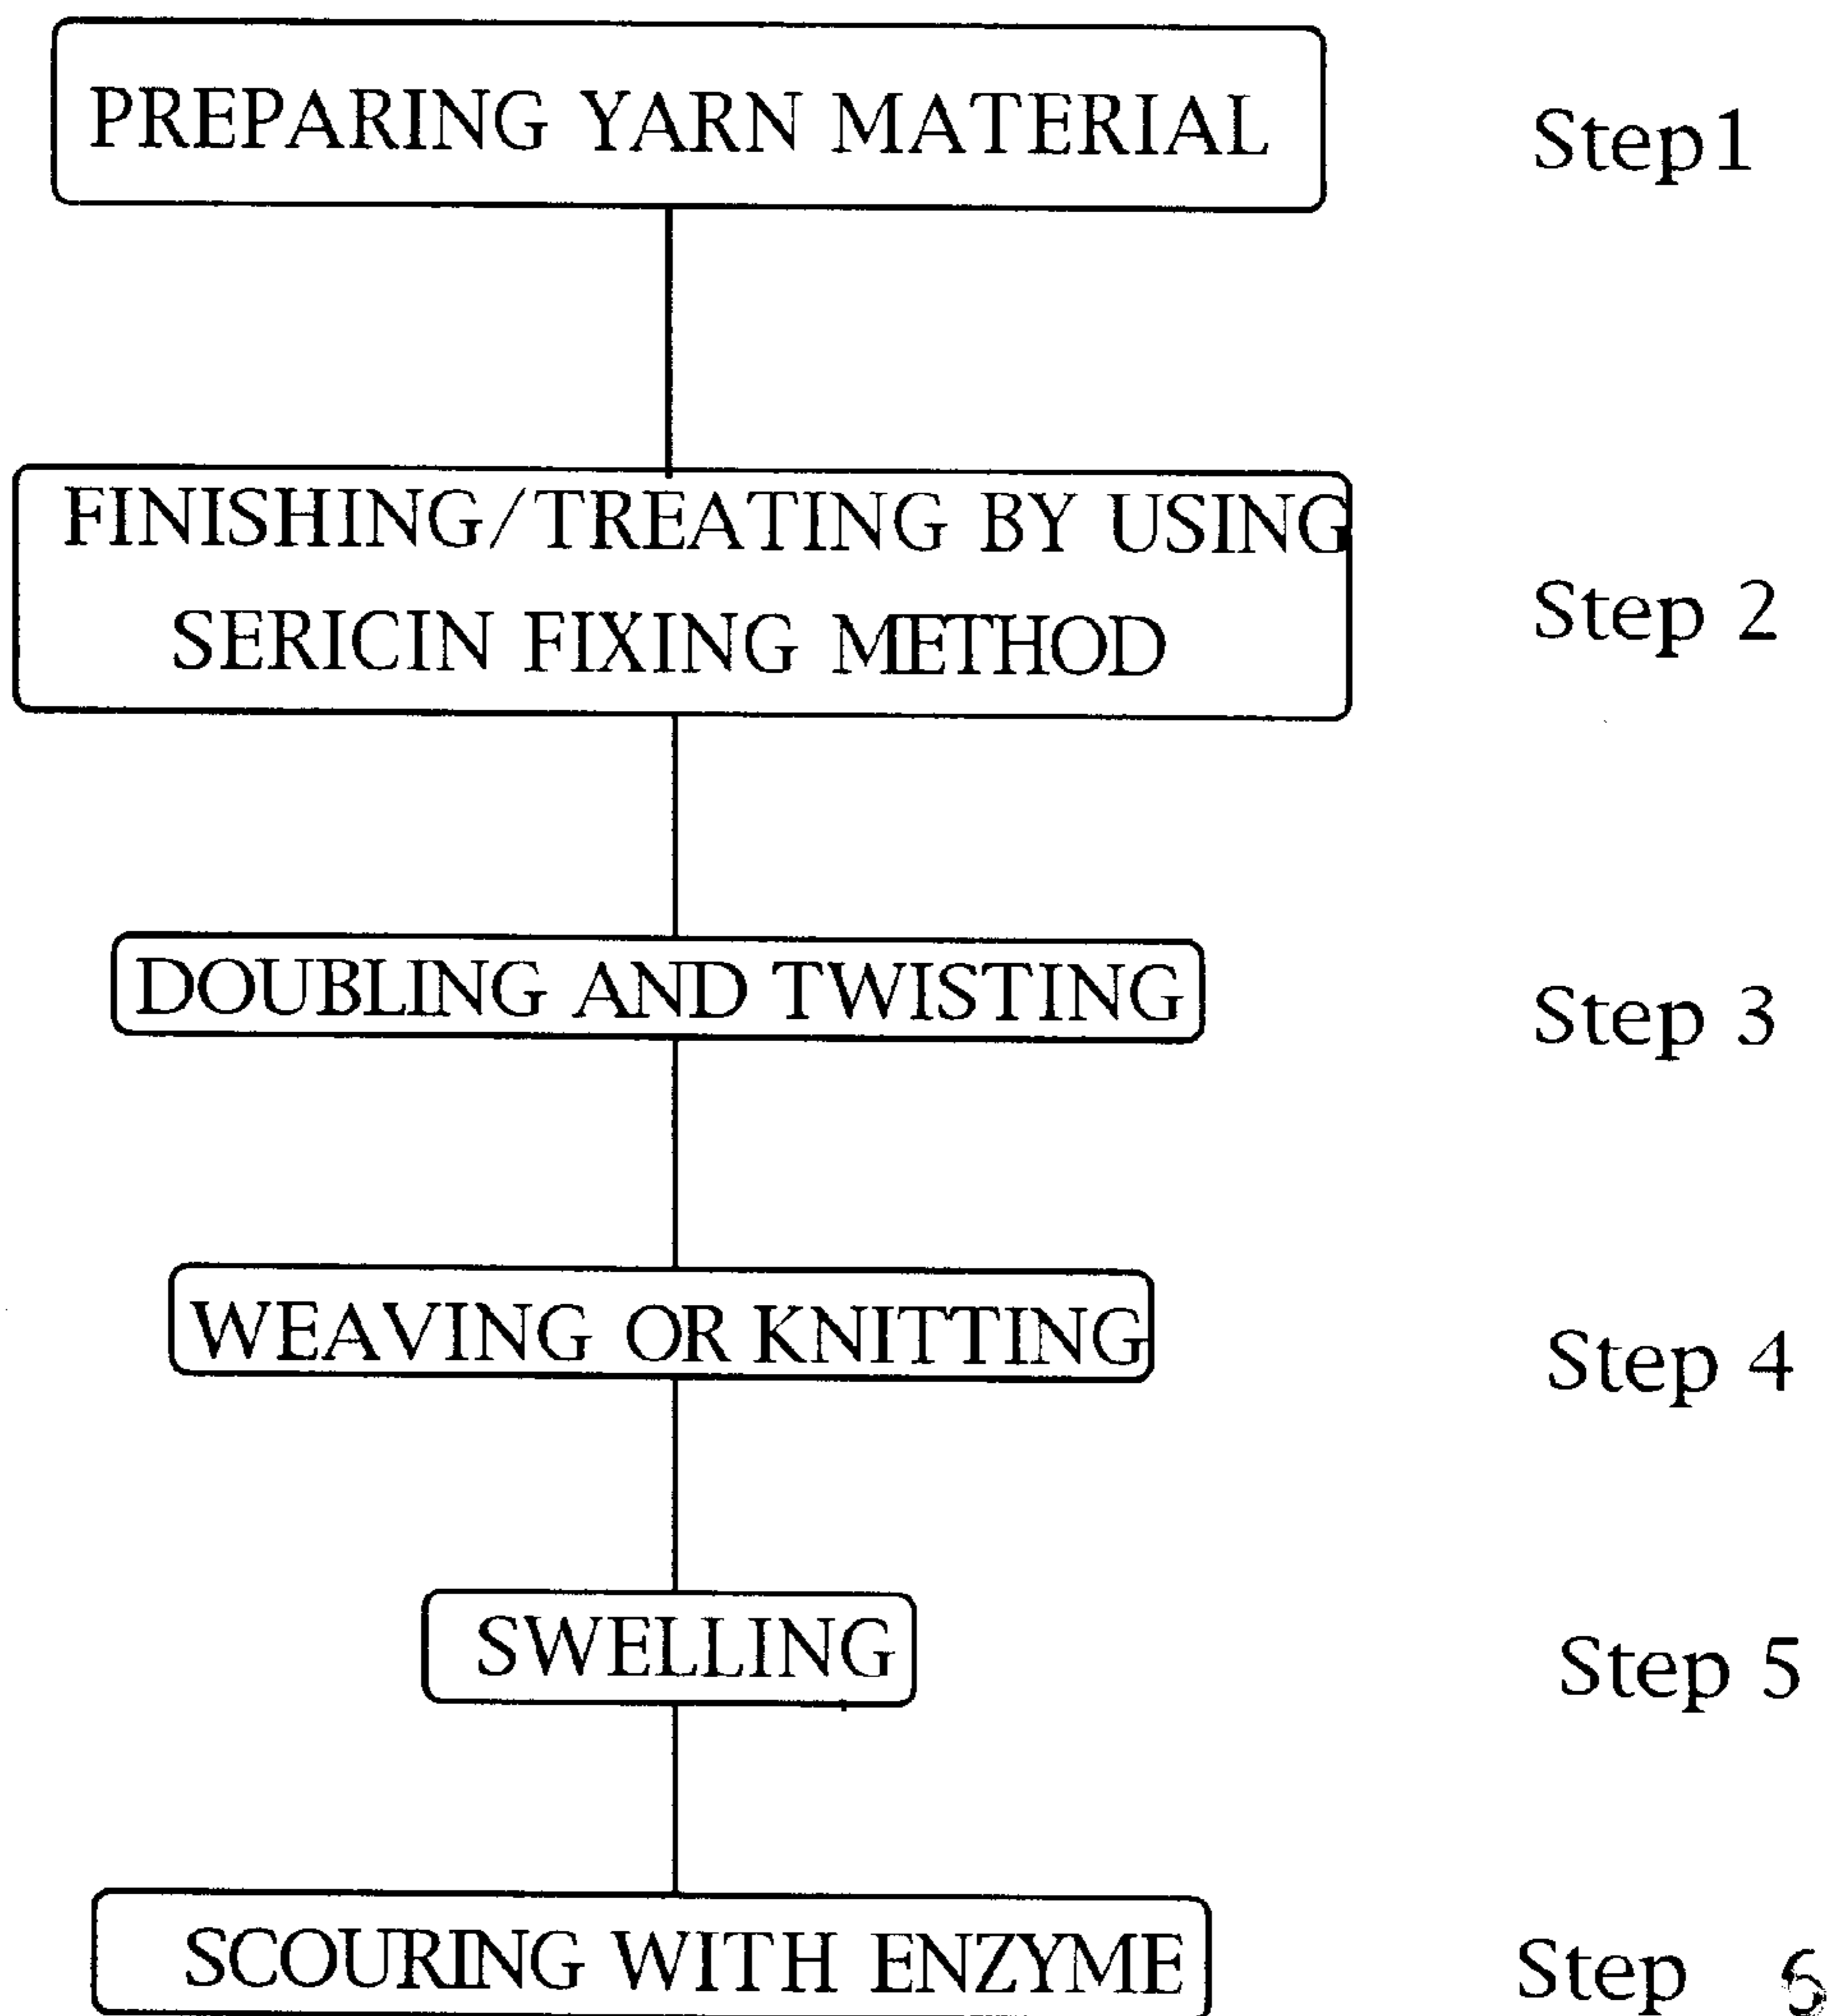 PREPARING YARN MATERIAL
Step1
FINISHING/TREATING BY USING
SERICIN FIXING METHOD
Step 2
DOUBLING AND TWISTING
Step 3
WEAVING OR KNITTING
Step 4
SWELLING
Step 5
SCOURING WITH ENZYME
Step